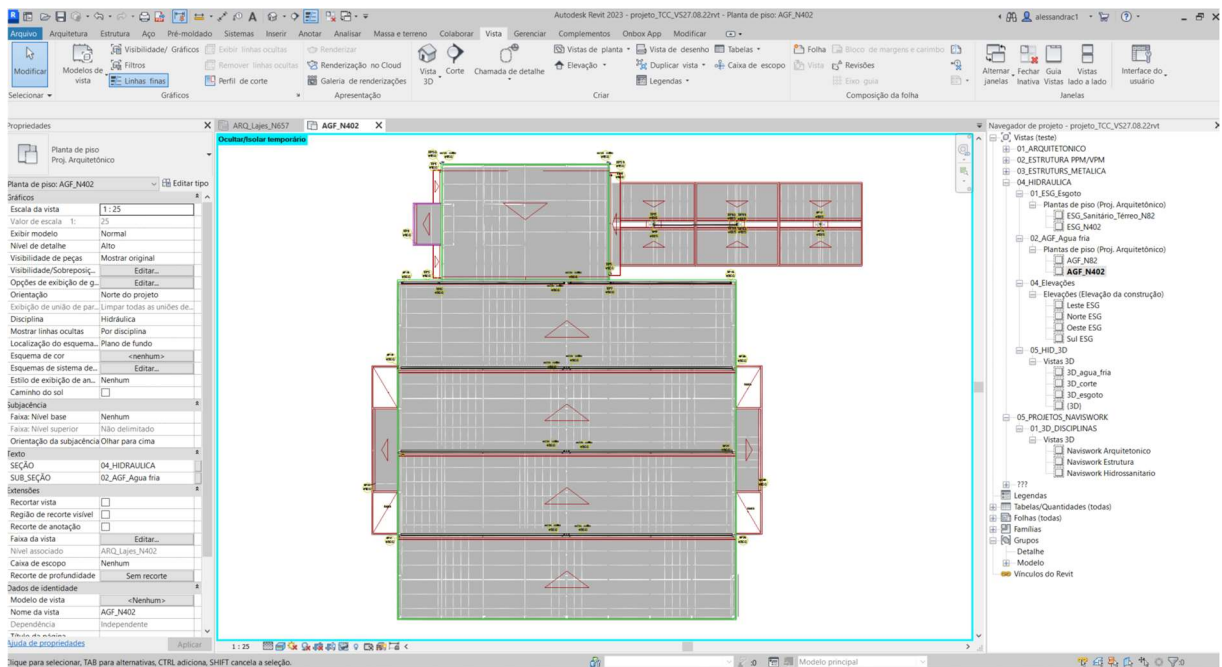 Autodesk Revit 2023 - projeto_TCC_VS27.08.22rvt - Planta de piso: AGF_N402
alessandrac1
Arquivo Arquitetura Estrutura Aço Pré-moldado Sistemas Inserir Anotar Analisar Massa e terreno Colaborar Vista Gerenciar Complementos Onbox App Modificar
Modificar
Modelos de vista
Visibilidade/ Gráficos
Filtros
Linhas finas
Exibir linhas ocultas
Remover linhas ocultas
Perfil de corte
Renderizar
Renderização no Cloud
Galeria de renderizações
Vista 3D
Corte
Chamada de detalhe
Vistas de planta
Elevação
Vista de desenho
Duplicar vista
Legendas
Tabelas
Caixa de escopo
Folha
Vista
Bloco de margens e carimbo
Revisões
Eixo guia
Alternar janelas
Fechar Inativa
Guia Vistas
Vistas lado a lado
Interface do usuário
Selecionar
Gráficos
Apresentação
Criar
Composição da folha
Janelas
Propriedades
ARQ_Lajes_N657
AGF_N402
Ocultar/Isolar temporário
Planta de piso
Proj. Arquitetônico
Planta de piso: AGF_N402
Editar tipo
Gráficos
Escala da vista 1 : 25
Valor de escala 1: 25
Exibir modelo Normal
Nível de detalhe Alto
Visibilidade de peças Mostrar original
Visibilidade/Sobreposiç... Editar...
Opções de exibição de g... Editar...
Orientação Norte do projeto
Exibição de união de par... Limpar todas as uniões de...
Disciplina Hidráulica
Mostrar linhas ocultas Por disciplina
Localização do esquema... Plano de fundo
Esquema de cor <nenhum>
Esquemas de sistema de... Editar...
Estilo de exibição de an... Nenhum
Caminho do sol
Subjacência
Faixa: Nível base Nenhum
Faixa: Nível superior Não delimitado
Orientação da subjacência Olhar para cima
Texto
SEÇÃO 04_HIDRAULICA
SUB_SEÇÃO 02_AGF_Agua fria
Extensões
Recortar vista
Região de recorte visível
Recorte de anotação
Faixa da vista Editar...
Nível associado ARQ_Lajes_N402
Caixa de escopo Nenhum
Recorte de profundidade Sem recorte
Dados de identidade
Modelo de vista <Nenhum>
Nome da vista AGF_N402
Dependência Independente
Título da página
Ajuda de propriedades
Aplicar
Navegador de projeto - projeto_TCC_VS27.08.22rvt
Vistas (teste)
01_ARQUITETONICO
02_ESTRUTURA PPM/VPM
03_ESTRUTURS_METALICA
04_HIDRAULICA
01_ESG_Esgoto
Plantas de piso (Proj. Arquitetônico)
ESG_Sanitário_Térreo_N82
ESG_N402
02_AGF_Agua fria
Plantas de piso (Proj. Arquitetônico)
AGF_N82
AGF_N402
04_Elevações
Elevações (Elevação da construção)
Leste ESG
Norte ESG
Oeste ESG
Sul ESG
05_HID_3D
Vistas 3D
3D_agua_fria
3D_corte
3D_esgoto
{3D}
05_PROJETOS_NAVISWORK
01_3D_DISCIPLINAS
Vistas 3D
Naviswork Arquitetonico
Naviswork Estrutura
Naviswork Hidrossanitario
???
Legendas
Tabelas/Quantidades (todas)
Folhas (todas)
Famílias
Grupos
Detalhe
Modelo
Vínculos do Revit
1 : 25
Clique para selecionar, TAB para alternativas, CTRL adiciona, SHIFT cancela a seleção.
:0
Modelo principal
:0